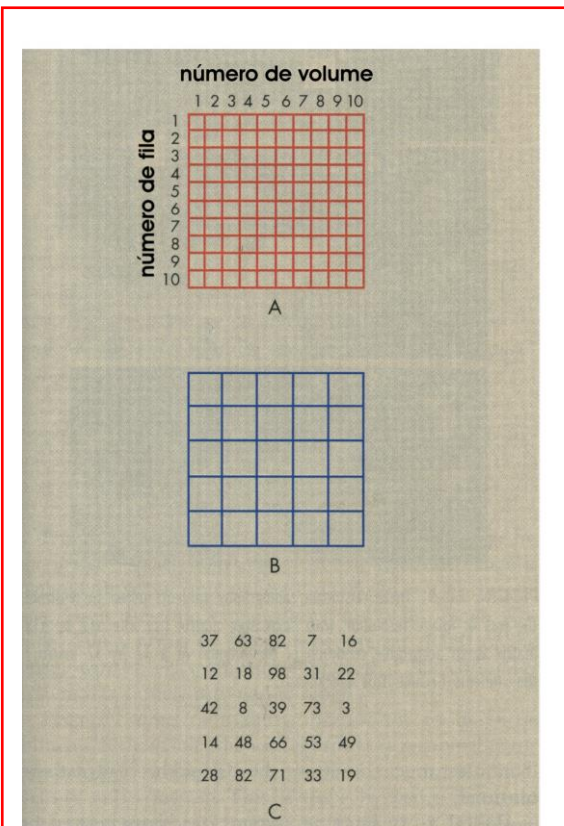 número de volume
1 2 3 4 5 6 7 8 9 10
número de fila
1
2
3
4
5
6
7
8
9
10
A
B
37 63 82 7 16
12 18 98 31 22
42 8 39 73 3
14 48 66 53 49
28 82 71 33 19
C